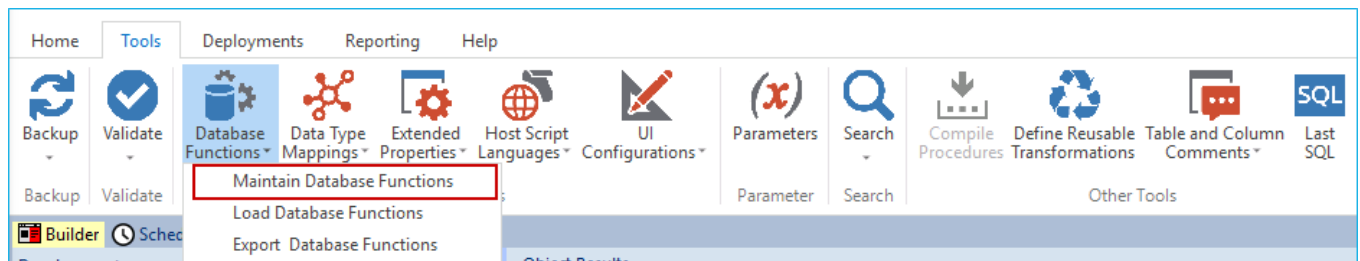 Home Tools Deployments Reporting Help
(x) SQL
Backup Validate Database Functions Data Type Mappings Extended Properties Host Script Languages UI Configurations Parameters Search Compile Procedures Define Reusable Transformations Table and Column Comments Last SQL
Maintain Database Functions
Backup Validate Parameter Search Other Tools
Load Database Functions
Builder
Export Database Functions
Object Results